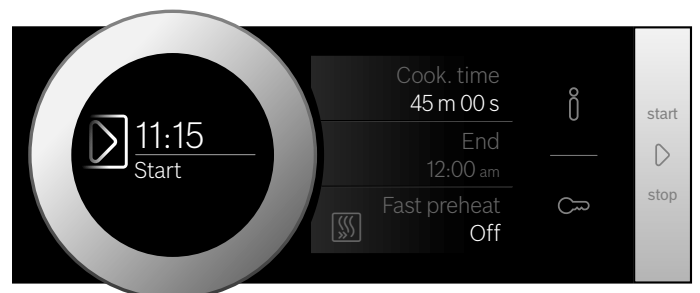 11:15
Start
Cook. time
45 m 00 s
End
12:00 am
Fast preheat
Off
start
stop